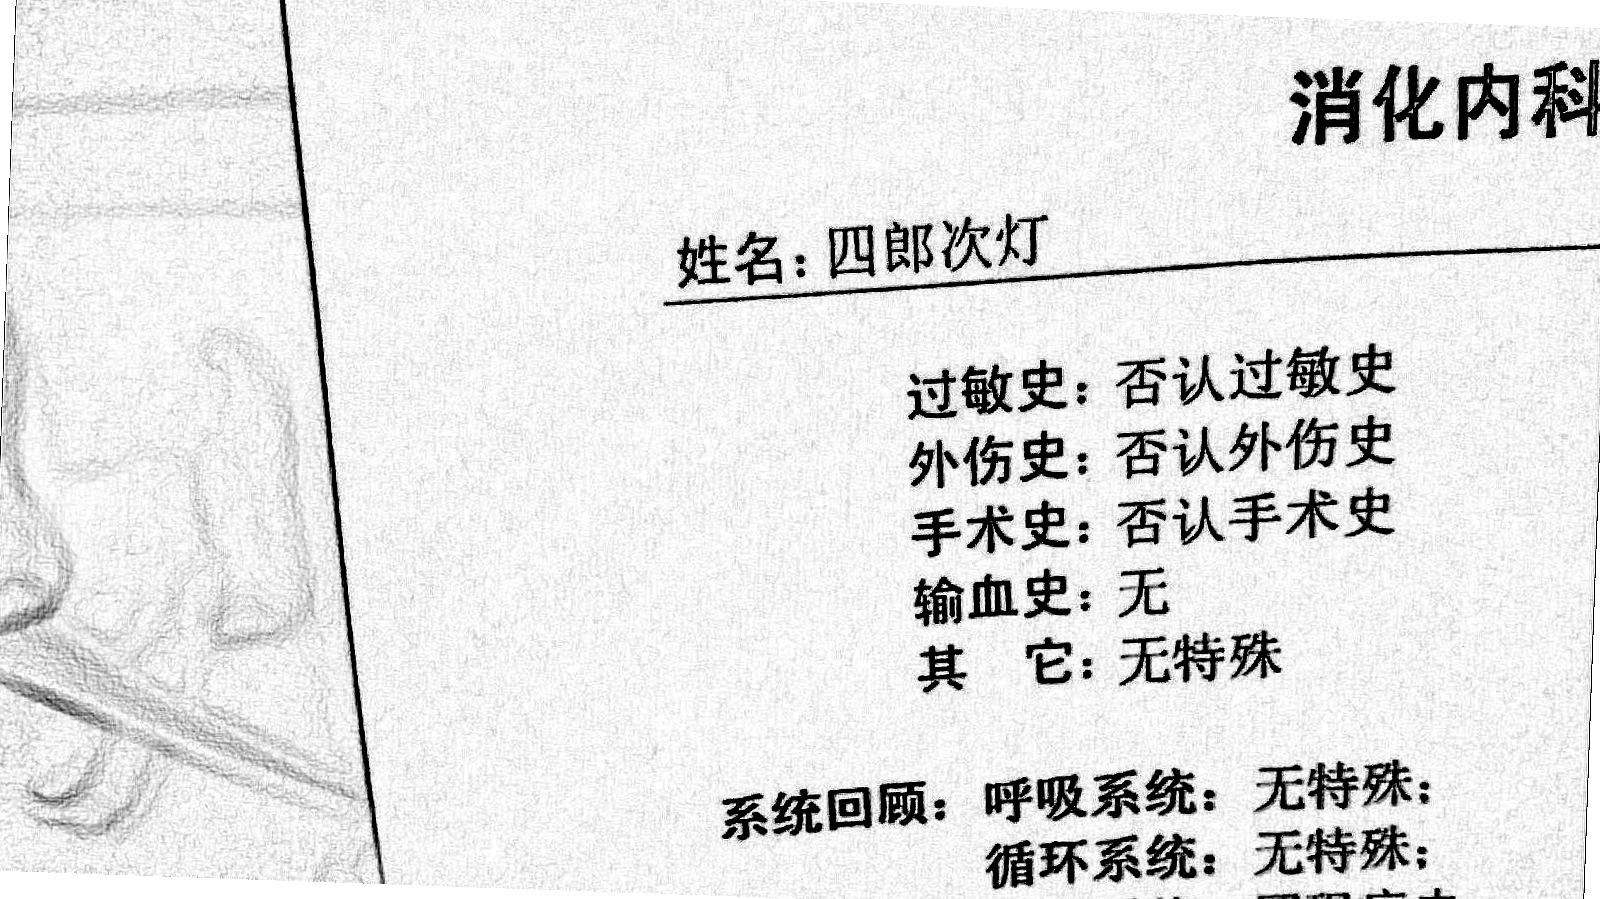 消化内科
姓名：四郎次灯
过敏史：否认过敏史
外伤史：否认外伤史
手术史：否认手术史
输血史：无
其　它：无特殊
系统回顾：呼吸系统：无特殊；
循环系统：无特殊；